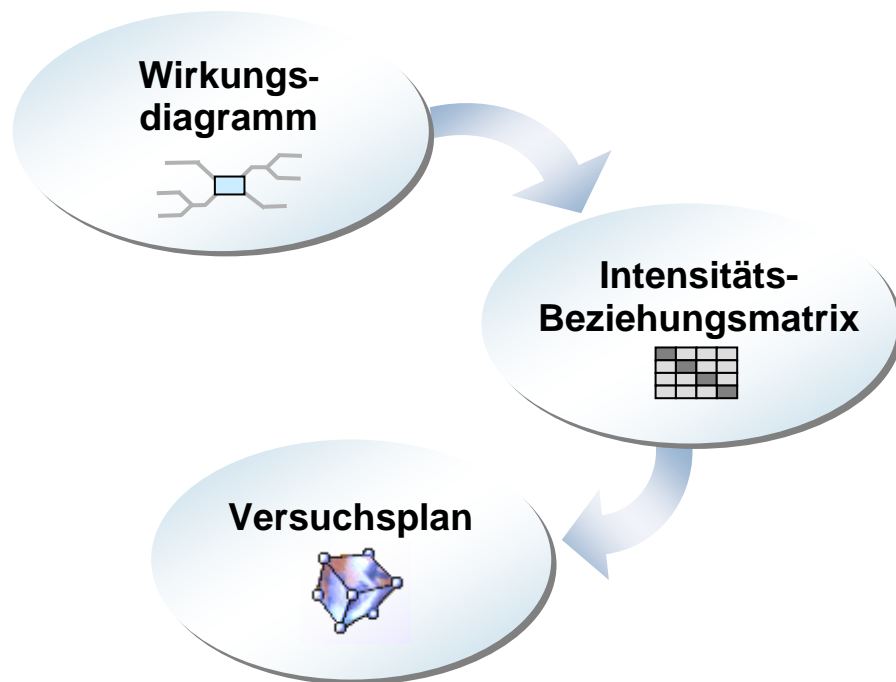 Wirkungs-
diagramm
Intensitäts-
Beziehungsmatrix
Versuchsplan